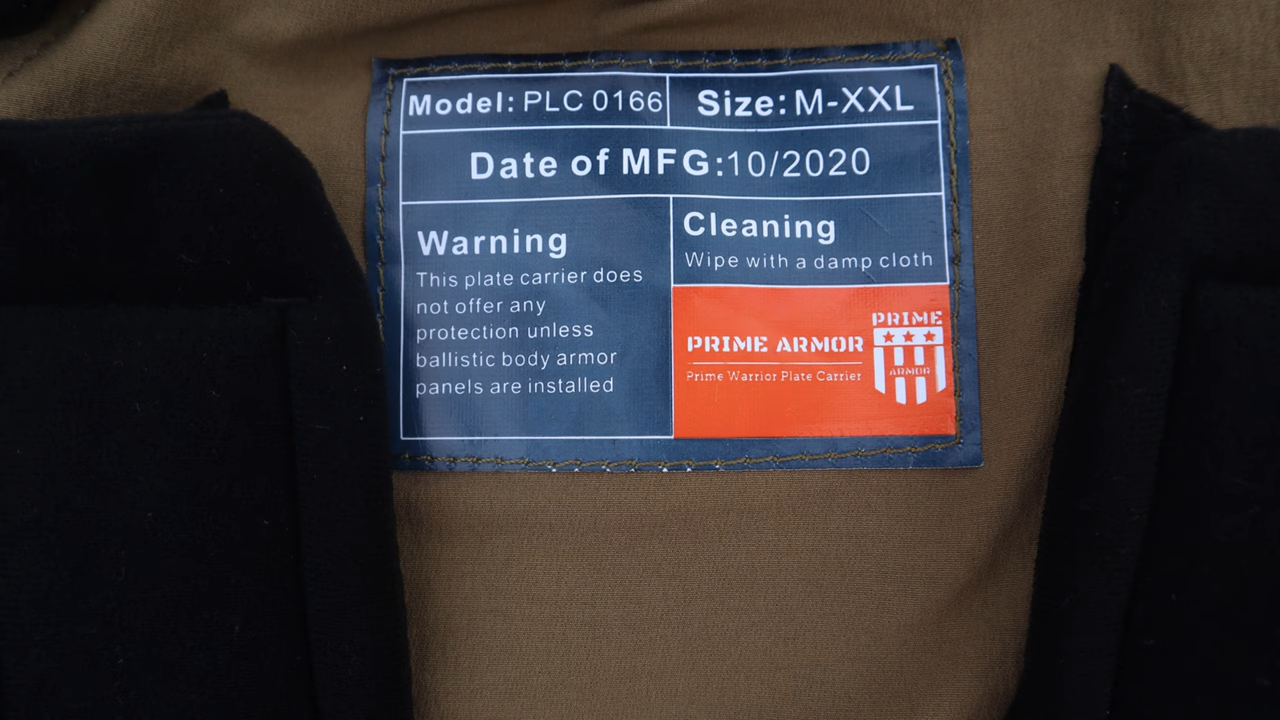 Model: PLC 0166
Size: M-XXL
Date of MFG:10/2020
Warning
This plate carrier does
not offer any
protection unless
ballistic body armor
panels are installed
Cleaning
Wipe with a damp cloth
PRIME ARMOR
Prime Warrior Plate Carrier
PRIME
ARMOR